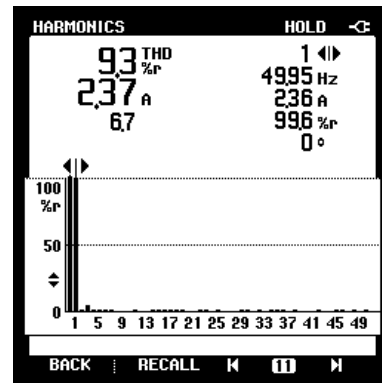 HARMONICS HOLD
9.3 THD %r
2.37 A
6.7
1
49.95 Hz
2.36 A
99.6 %r
0 °
100
%r
50
0
1 5 9 13 17 21 25 29 33 37 41 45 49
BACK RECALL 11